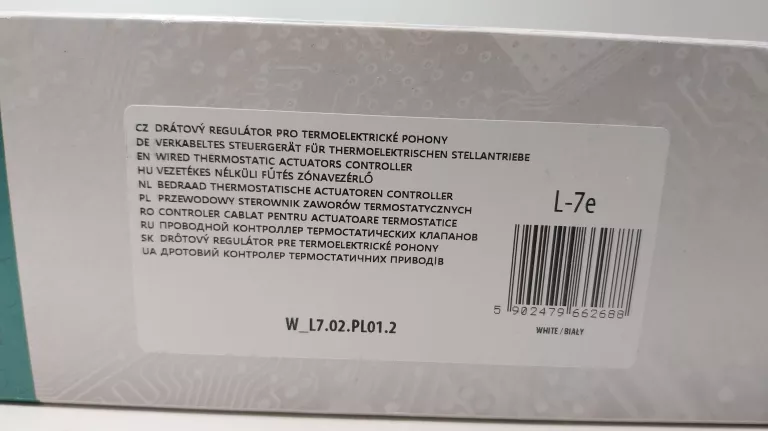 CZ DRÁTOVÝ REGULÁTOR PRO TERMOELEKTRICKÉ POHONY
DE VERKABELTES STEUERGERÄT FÜR THERMOELEKTRISCHEN STELLANTRIEBE
EN WIRED THERMOSTATIC ACTUATORS CONTROLLER
HU VEZETÉKES NÉLKÜLI FŰTÉS ZÓNAVEZÉRLŐ
NL BEDRAAD THERMOSTATISCHE ACTUATOREN CONTROLLER
PL PRZEWODOWY STEROWNIK ZAWORÓW TERMOSTATYCZNYCH
RO CONTROLER CABLAT PENTRU ACTUATOARE TERMOSTATICE
RU ПРОВОДНОЙ КОНТРОЛЛЕР ТЕРМОСТАТИЧЕСКИХ КЛАПАНОВ
SK DRÔTOVÝ REGULÁTOR PRE TERMOELEKTRICKÉ POHONY
UA ДРОТОВИЙ КОНТРОЛЕР ТЕРМОСТАТИЧНИХ ПРИВОДІВ
W_L7.02.PL01.2
L-7e
5 902479 662688
WHITE / BIAŁY